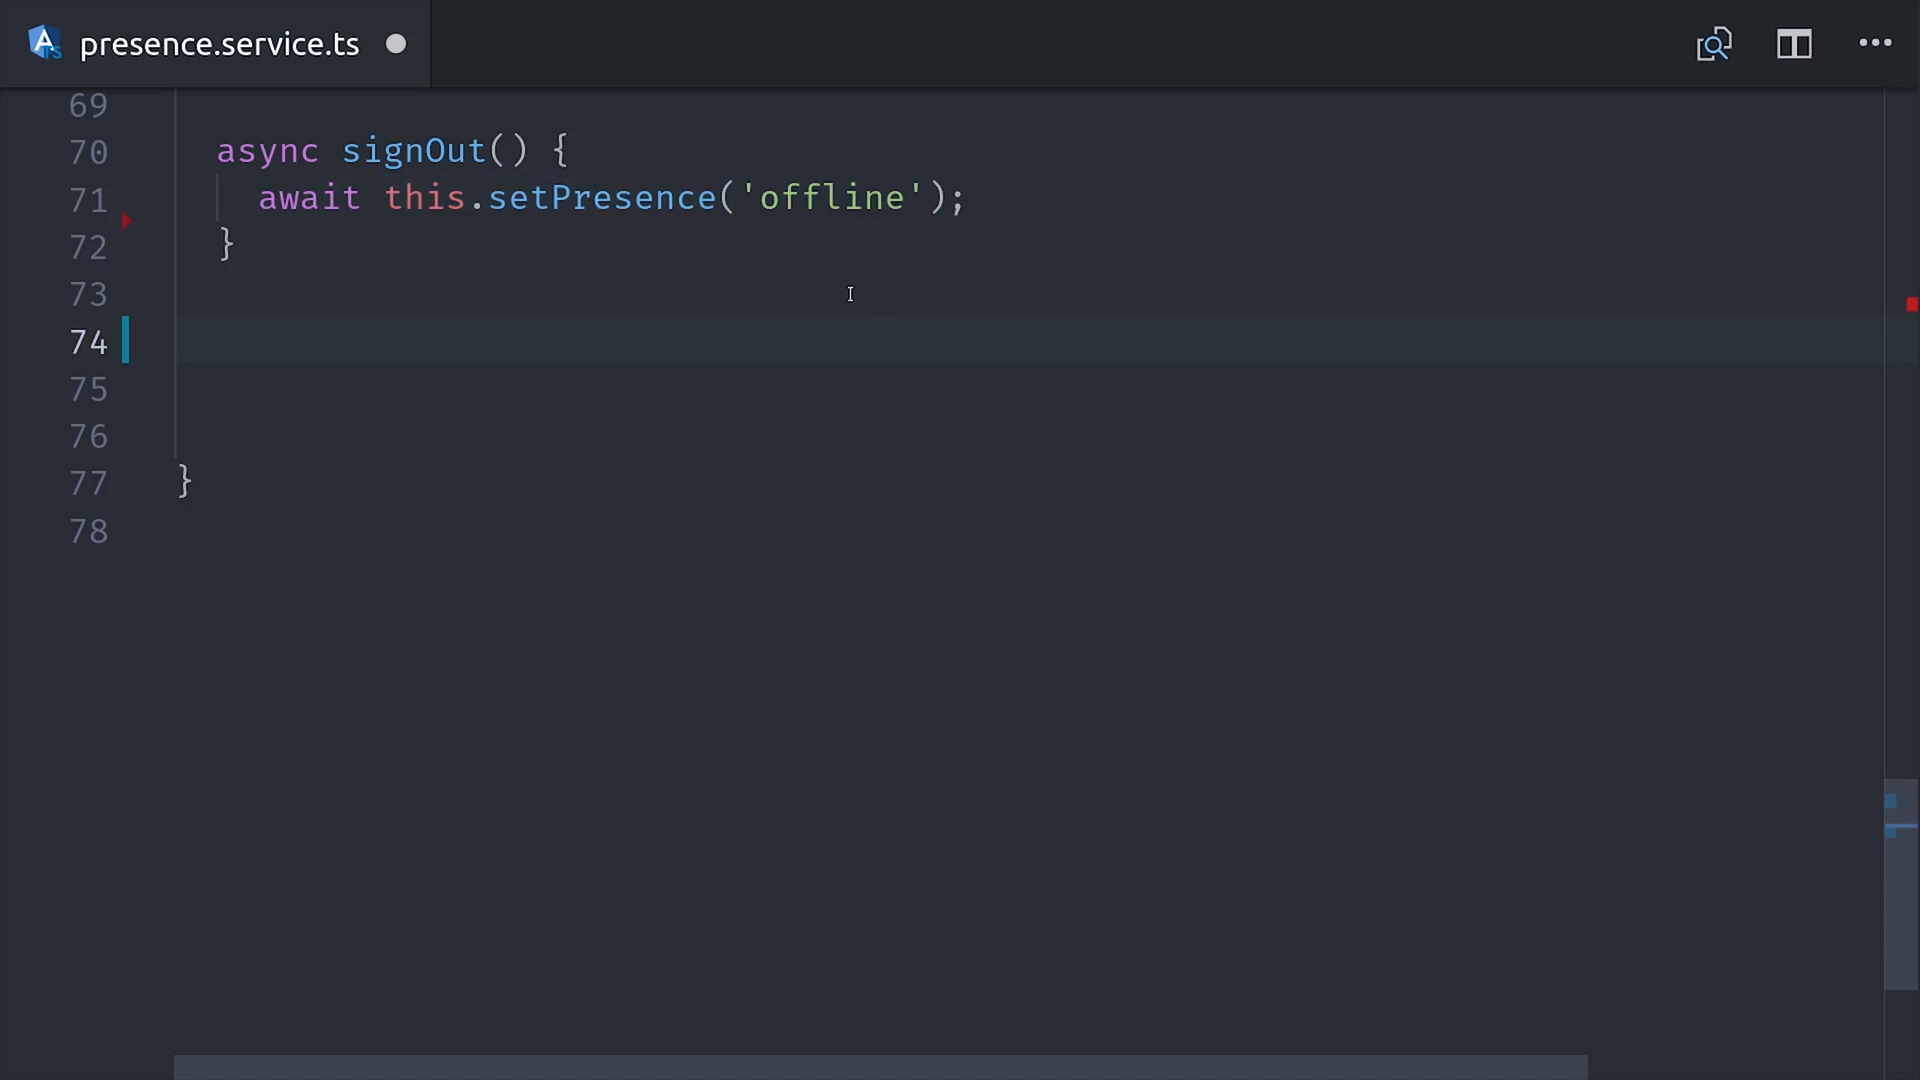 presence.service.ts
69
70 async signOut() {
71 await this.setPresence('offline');
72 }
73
74
75
76
77 }
78